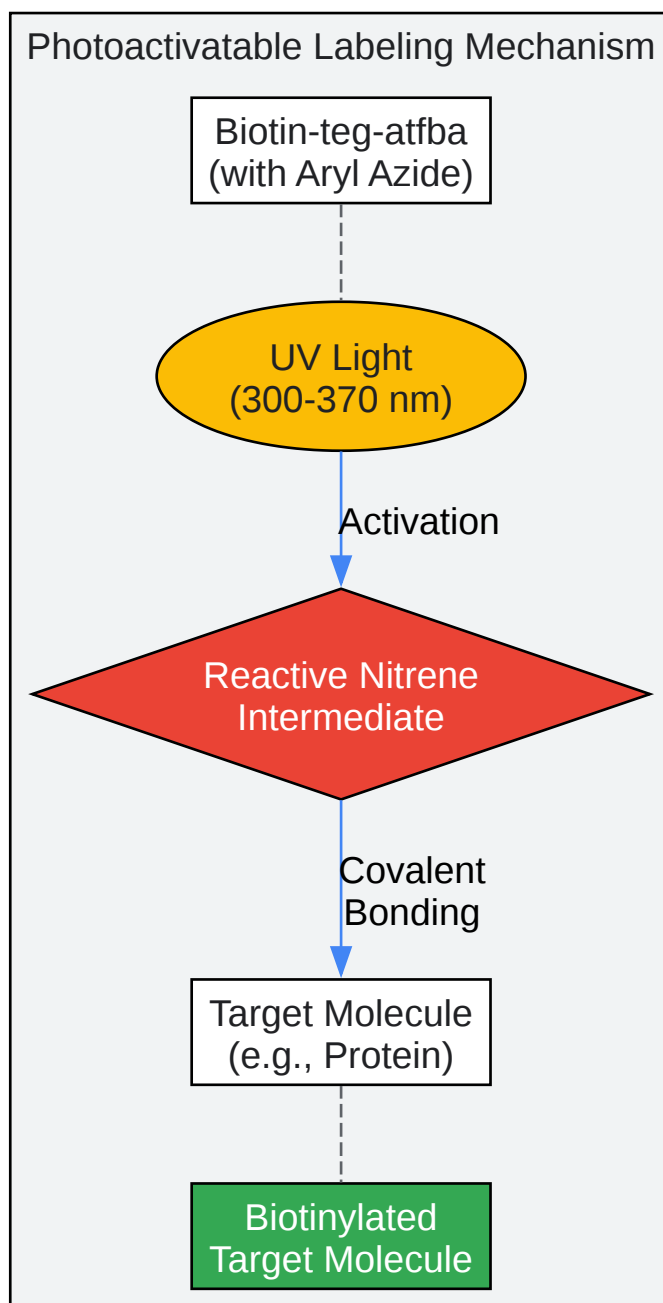 Photoactivatable Labeling Mechanism
Biotin-teg-atfba
(with Aryl Azide)
UV Light
(300-370 nm)
Activation
Reactive Nitrene
Intermediate
Covalent
Bonding
Target Molecule
(e.g., Protein)
Biotinylated
Target Molecule